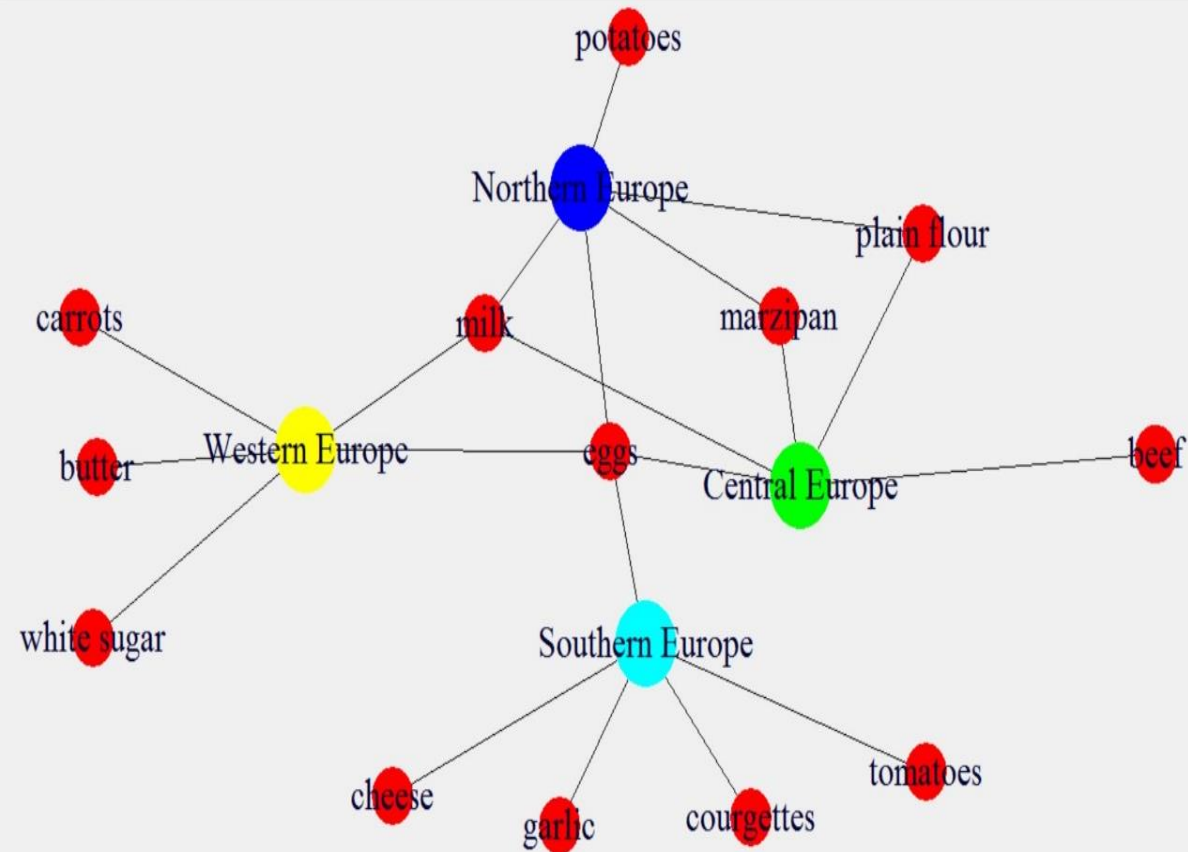 potatoes
Northern Europe
plain flour
carrots
milk
marzipan
butter
Western Europe
eggs
Central Europe
beef
white sugar
Southern Europe
cheese
garlic
courgettes
tomatoes